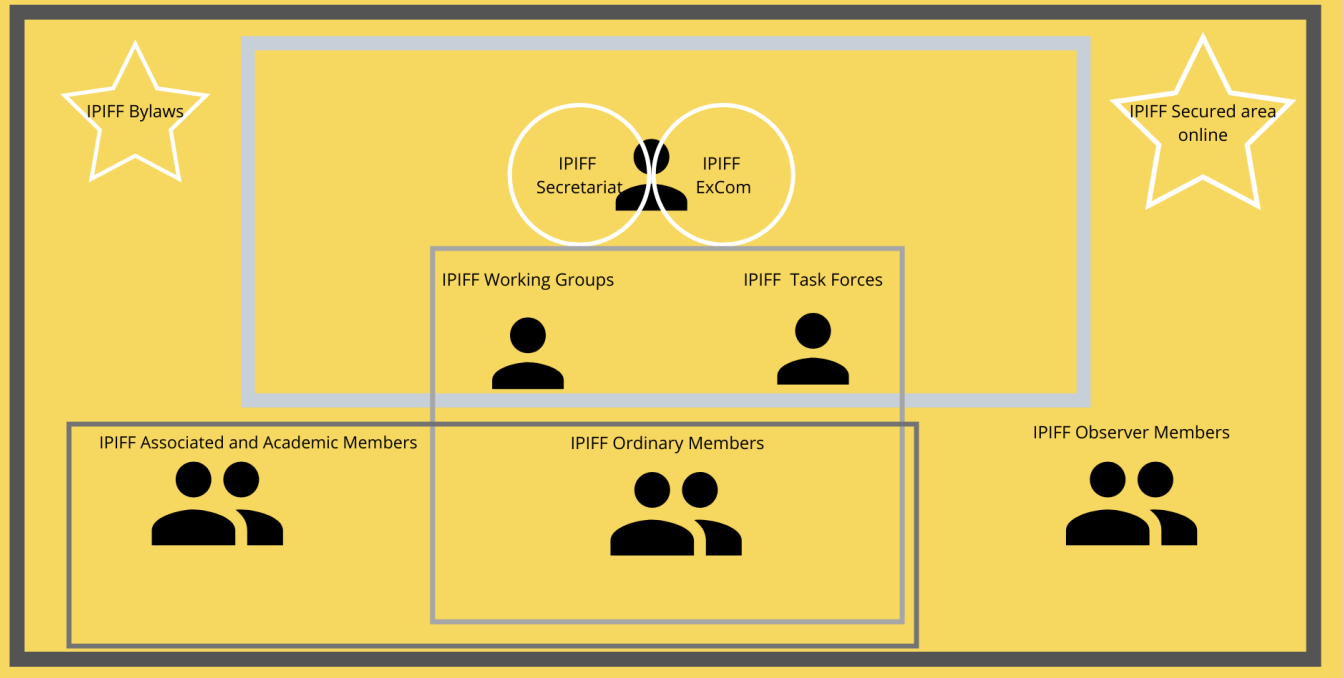 IPIFF Bylaws
IPIFF Secured area
online
IPIFF
Secretariat
IPIFF
ExCom
IPIFF Working Groups
IPIFF Task Forces
IPIFF Associated and Academic Members
IPIFF Ordinary Members
IPIFF Observer Members